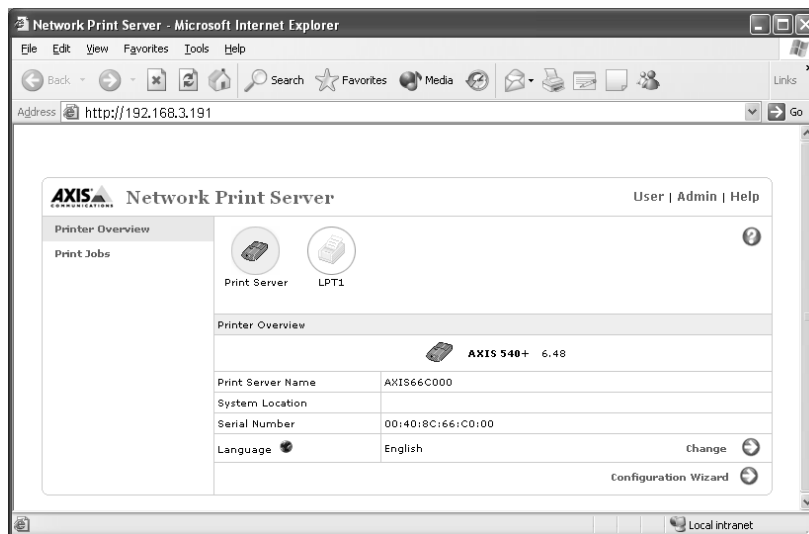 Network Print Server - Microsoft Internet Explorer
File Edit View Favorites Tools Help
Back Search Favorites Media Links
Address http://192.168.3.191 Go
AXIS COMMUNICATIONS Network Print Server User | Admin | Help
Printer Overview
Print Jobs
Print Server LPT1
Printer Overview
AXIS 540+ 6.48
Print Server Name AXIS66C000
System Location
Serial Number 00:40:8C:66:C0:00
Language English Change
Configuration Wizard
Local intranet